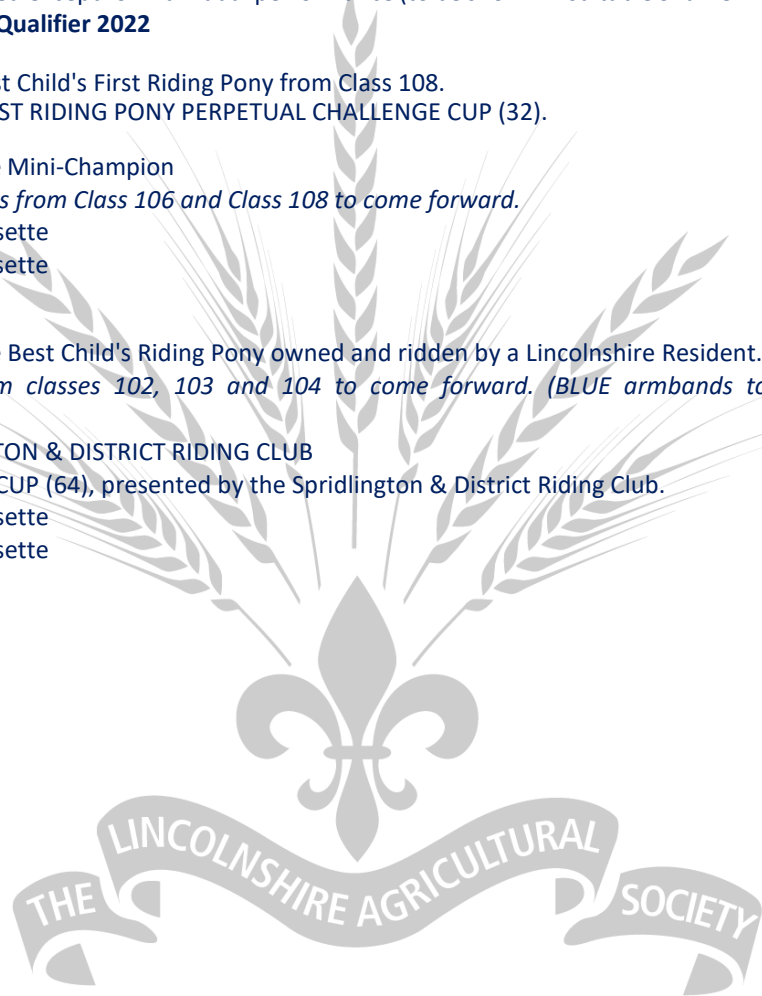 Qualifier 2022
st Child's First Riding Pony from Class 108.
ST RIDING PONY PERPETUAL CHALLENGE CUP (32).
e Mini-Champion
s from Class 106 and Class 108 to come forward.
sette
sette
e Best Child's Riding Pony owned and ridden by a Lincolnshire Resident.
m classes 102, 103 and 104 to come forward. (BLUE armbands to
TON & DISTRICT RIDING CLUB
CUP (64), presented by the Spridlington & District Riding Club.
sette
sette
THE LINCOLNSHIRE AGRICULTURAL SOCIETY